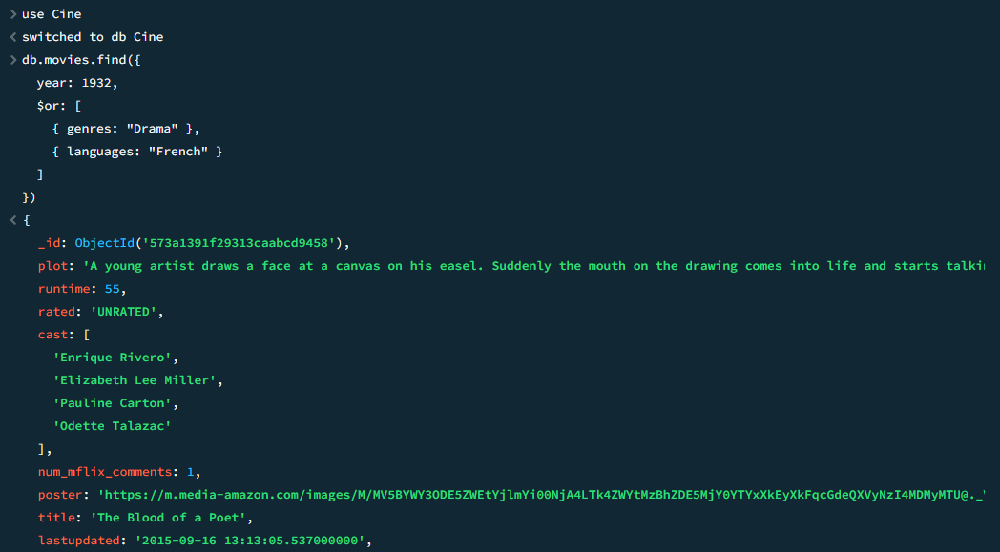 > use Cine
< switched to db Cine
> db.movies.find({
year: 1932,
$or: [
{ genres: "Drama" },
{ languages: "French" }
]
})
< {
_id: ObjectId('573a1391f29313caabcd9458'),
plot: 'A young artist draws a face at a canvas on his easel. Suddenly the mouth on the drawing comes into life and starts talki
runtime: 55,
rated: 'UNRATED',
cast: [
'Enrique Rivero',
'Elizabeth Lee Miller',
'Pauline Carton',
'Odette Talazac'
],
num_mflix_comments: 1,
poster: 'https://m.media-amazon.com/images/M/MV5BYWY3ODE5ZWEtYjlmYi00NjA4LTk4ZWYtMzBhZDE5MjY0YTYxXkEyXkFqcGdeQXVyNzI4MDMyMTU@._
title: 'The Blood of a Poet',
lastupdated: '2015-09-16 13:13:05.537000000',